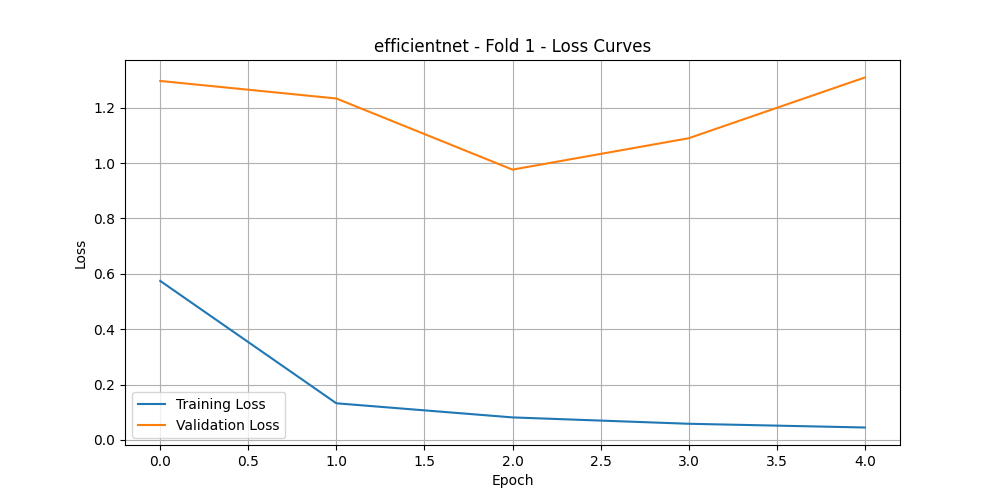 efficientnet - Fold 1 - Loss Curves
Loss
1.2
1.0
0.8
0.6
0.4
0.2
0.0
Training Loss
Validation Loss
0.0 0.5 1.0 1.5 2.0 2.5 3.0 3.5 4.0
Epoch